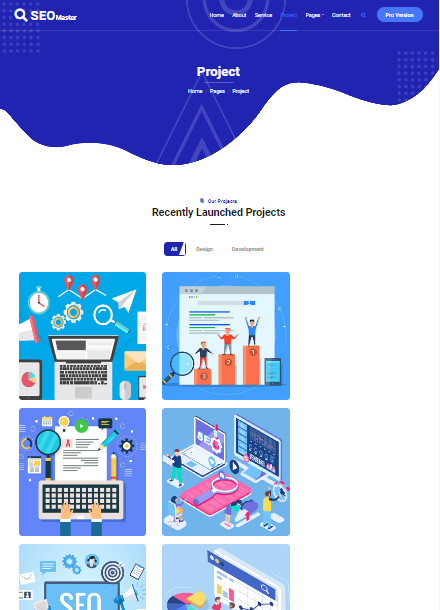 SEOMaster
Home About Service Project Pages Contact Pro Version
Project
Home / Pages / Project
Our Projects
Recently Launched Projects
All Design Development
1
2
3
A
SEO
SEO